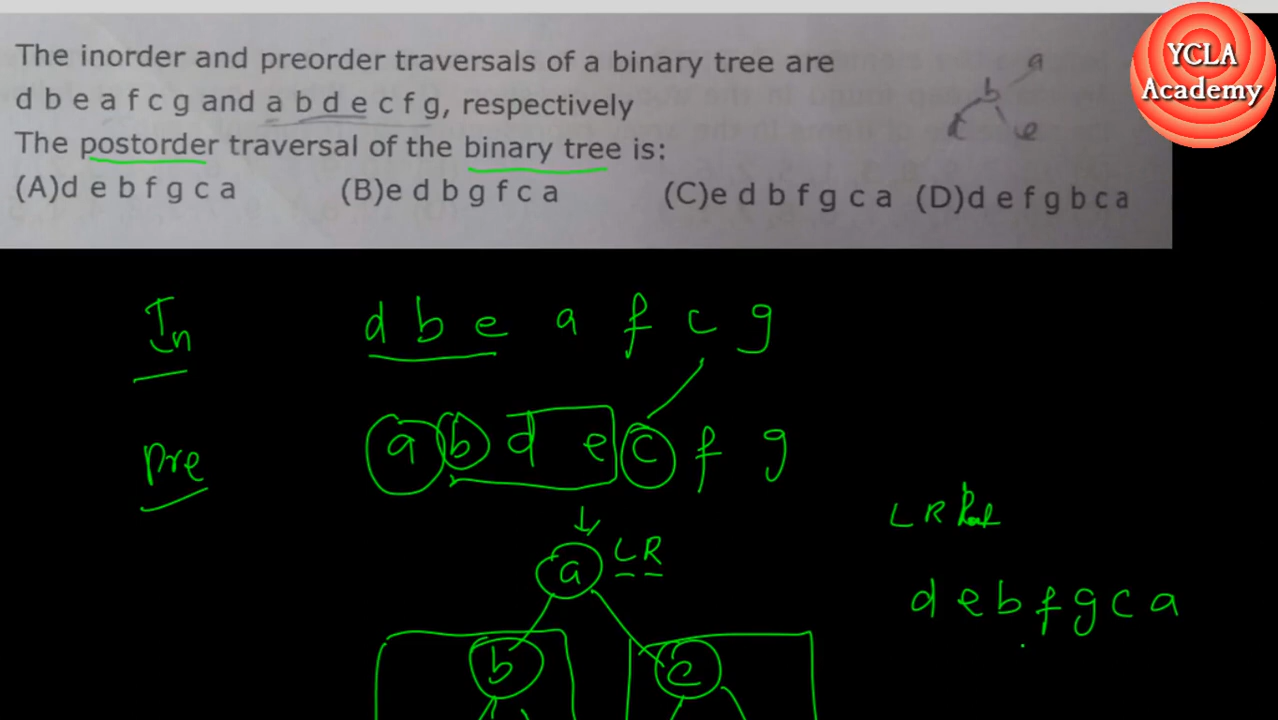 The inorder and preorder traversals of a binary tree are
d b e a f c g and a b d e c f g, respectively
The postorder traversal of the binary tree is:
(A)d e b f g c a (B)e d b g f c a (C)e d b f g c a (D)d e f g b c a
a
b
e
YCLA
Academy
In d b e a f c g
Pre a b d e c f g
L R Root
a L R
d e b f g c a
b c